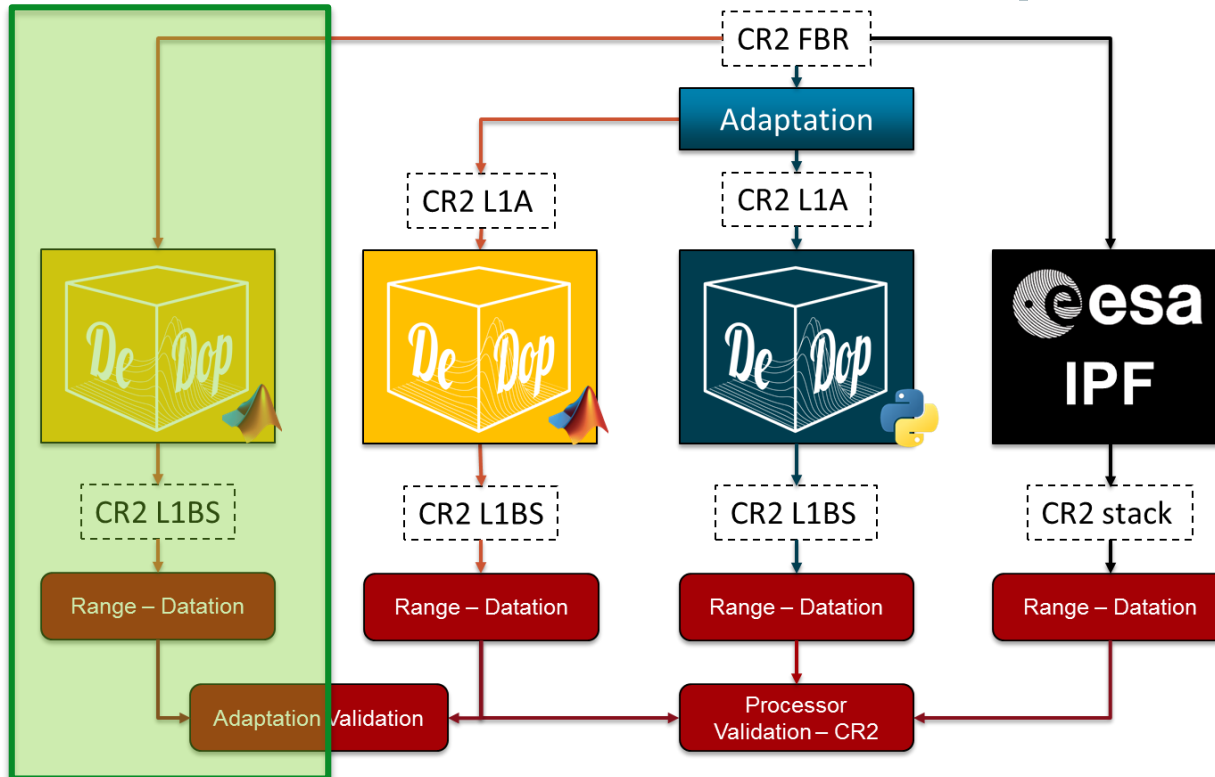 CR2 FBR
Adaptation
CR2 L1A
CR2 L1A
De Dop
De Dop
De Dop
esa
IPF
CR2 L1BS
CR2 L1BS
CR2 L1BS
CR2 stack
Range – Datation
Range – Datation
Range – Datation
Range – Datation
Adaptation Validation
Processor
Validation – CR2